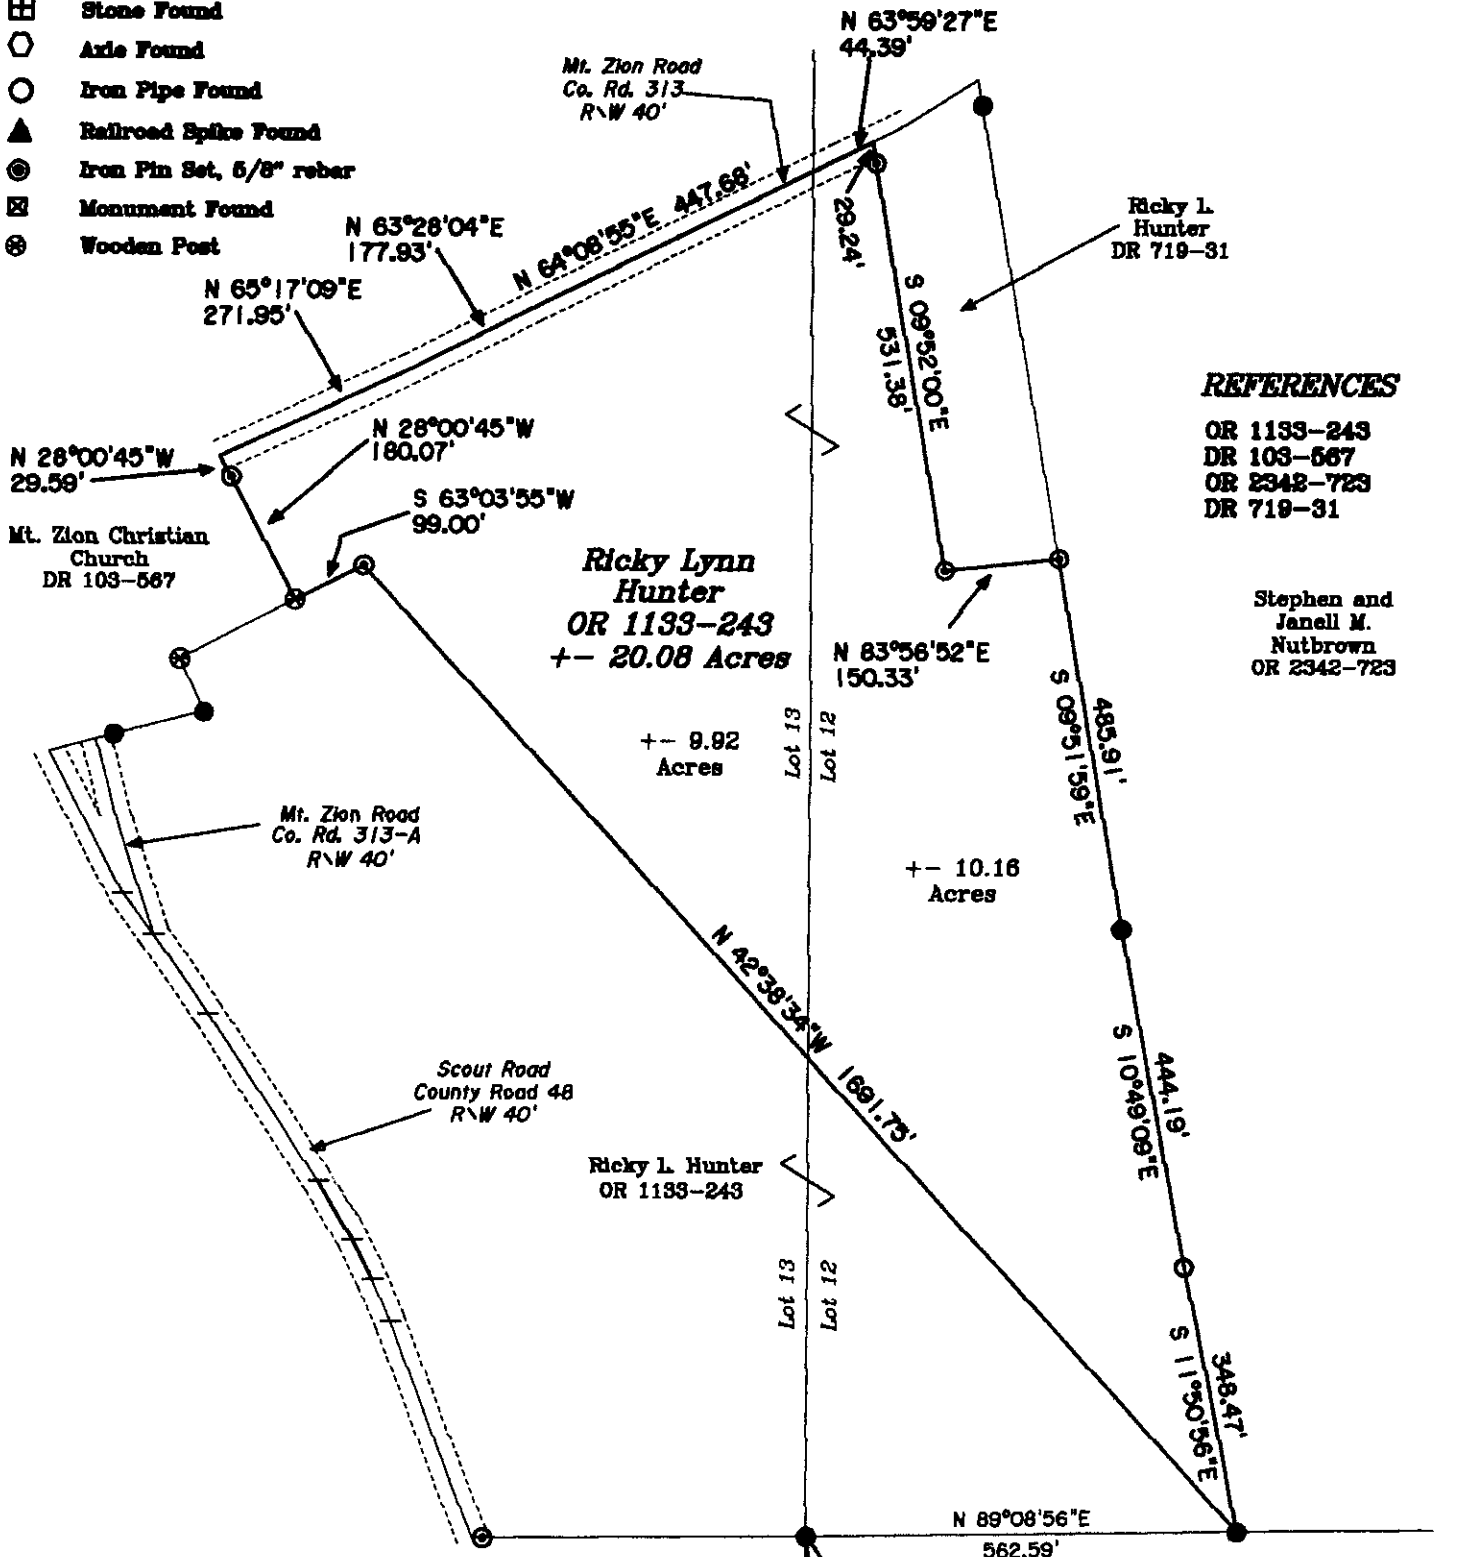 Stone Found
Axle Found
Iron Pipe Found
Railroad Spike Found
Iron Pin Set, 5/8" rebar
Monument Found
Wooden Post
N 63°59'27"E
44.39'
Mt. Zion Road
Co. Rd. 313
R\W 40'
N 64°08'55"E 447.68'
N 63°28'04"E
177.93'
N 65°17'09"E
271.95'
29.24'
S 09°52'00"E
531.38'
Ricky L.
Hunter
DR 719-31
REFERENCES
OR 1133-243
DR 103-567
OR 2342-723
DR 719-31
N 28°00'45"W
180.07'
N 28°00'45"W
29.59'
S 63°03'55"W
99.00'
Mt. Zion Christian
Church
DR 103-567
Ricky Lynn
Hunter
OR 1133-243
+- 20.08 Acres
N 83°56'52"E
150.33'
Stephen and
Janell M.
Nutbrown
OR 2342-723
485.91'
S 09°51'59"E
+- 9.92
Acres
Lot 13
Lot 12
Mt. Zion Road
Co. Rd. 313-A
R\W 40'
+- 10.16
Acres
N 42°38'34"W 1691.75'
444.19'
S 10°49'09"E
Scout Road
County Road 48
R\W 40'
Ricky L. Hunter
OR 1133-243
Lot 13
Lot 12
348.47'
S 11°50'56"E
N 89°08'56"E
562.59'